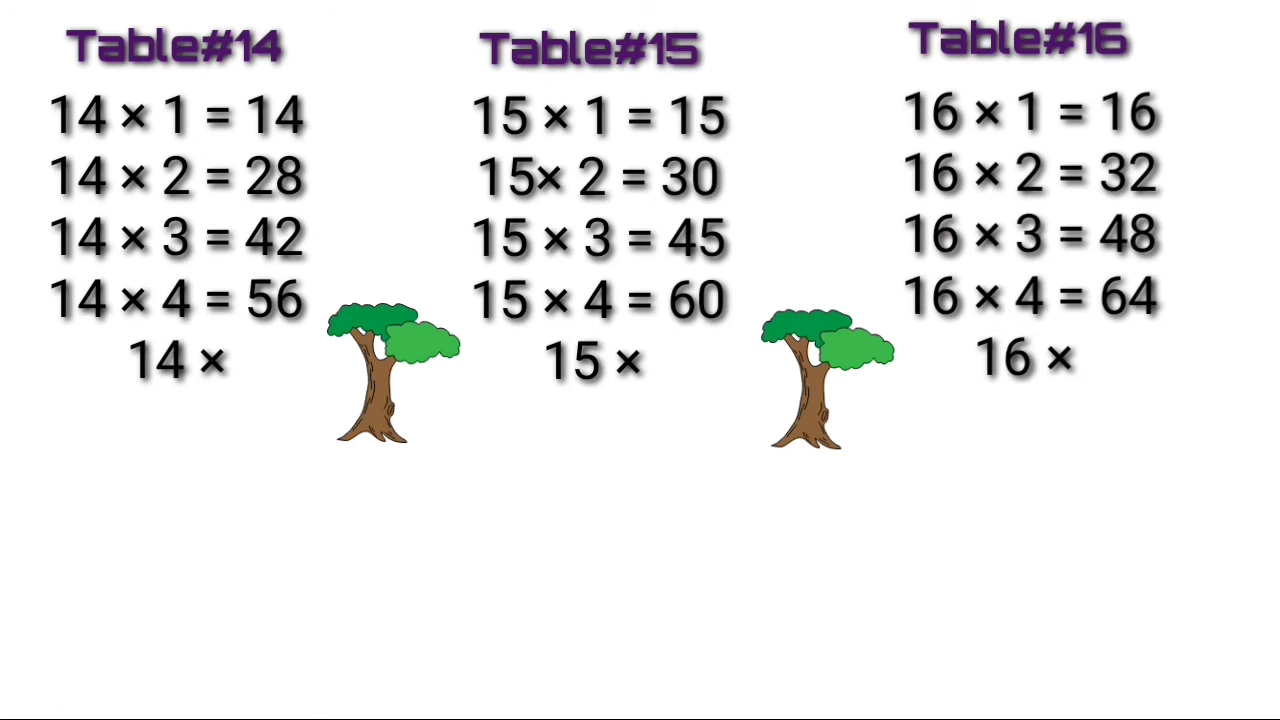 Table#14
14 × 1 = 14
14 × 2 = 28
14 × 3 = 42
14 × 4 = 56
14 ×
Table#15
15 × 1 = 15
15× 2 = 30
15 × 3 = 45
15 × 4 = 60
15 ×
Table#16
16 × 1 = 16
16 × 2 = 32
16 × 3 = 48
16 × 4 = 64
16 ×